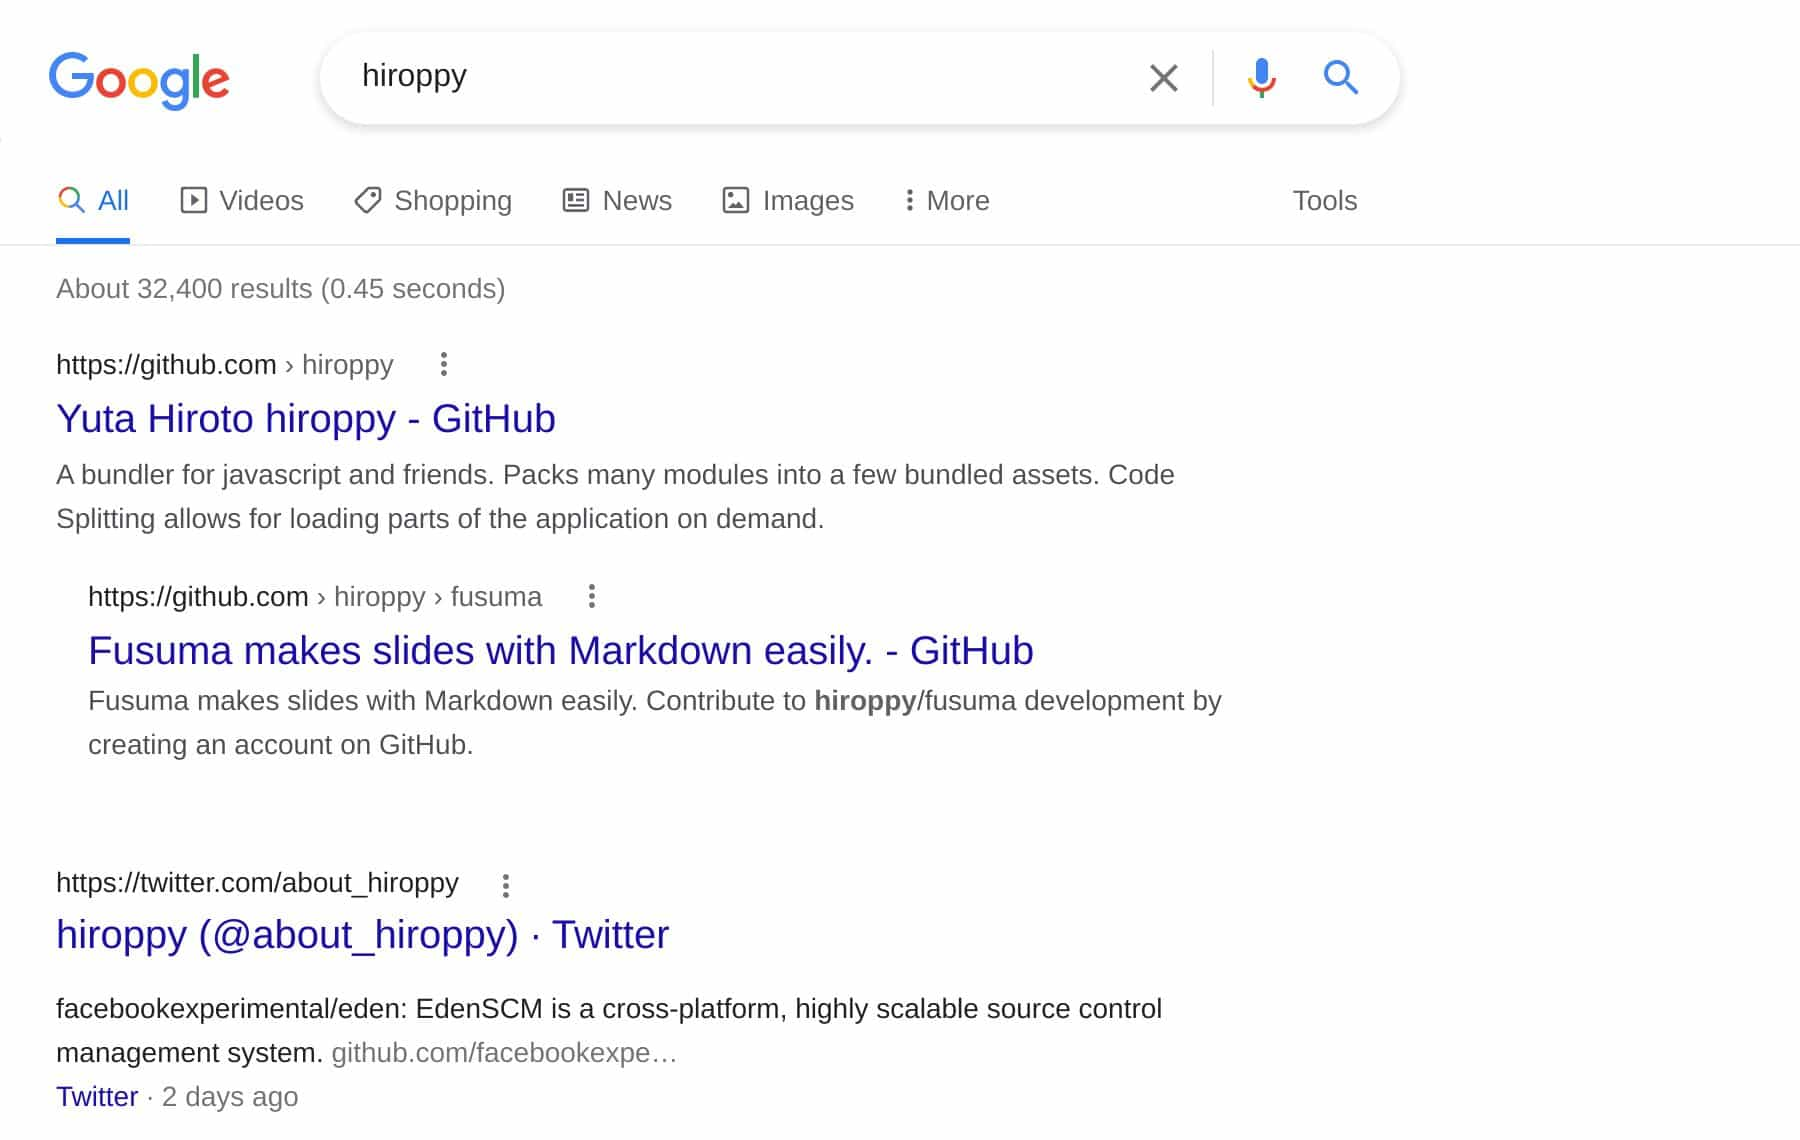 Google
hiroppy
All Videos Shopping News Images More Tools
About 32,400 results (0.45 seconds)
https://github.com › hiroppy
Yuta Hiroto hiroppy - GitHub
A bundler for javascript and friends. Packs many modules into a few bundled assets. Code
Splitting allows for loading parts of the application on demand.
https://github.com › hiroppy › fusuma
Fusuma makes slides with Markdown easily. - GitHub
Fusuma makes slides with Markdown easily. Contribute to hiroppy/fusuma development by
creating an account on GitHub.
https://twitter.com/about_hiroppy
hiroppy (@about_hiroppy) · Twitter
facebookexperimental/eden: EdenSCM is a cross-platform, highly scalable source control
management system. github.com/facebookexpe…
Twitter · 2 days ago